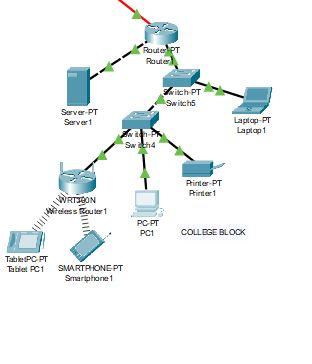 Router-PT
Router1
Switch-PT
Switch5
Server-PT
Server1
Laptop-PT
Laptop1
Switch-PT
Switch4
Printer-PT
Printer1
WRT300N
Wireless Router1
PC-PT
PC1
COLLEGE BLOCK
TabletPC-PT
Tablet PC1
SMARTPHONE-PT
Smartphone1